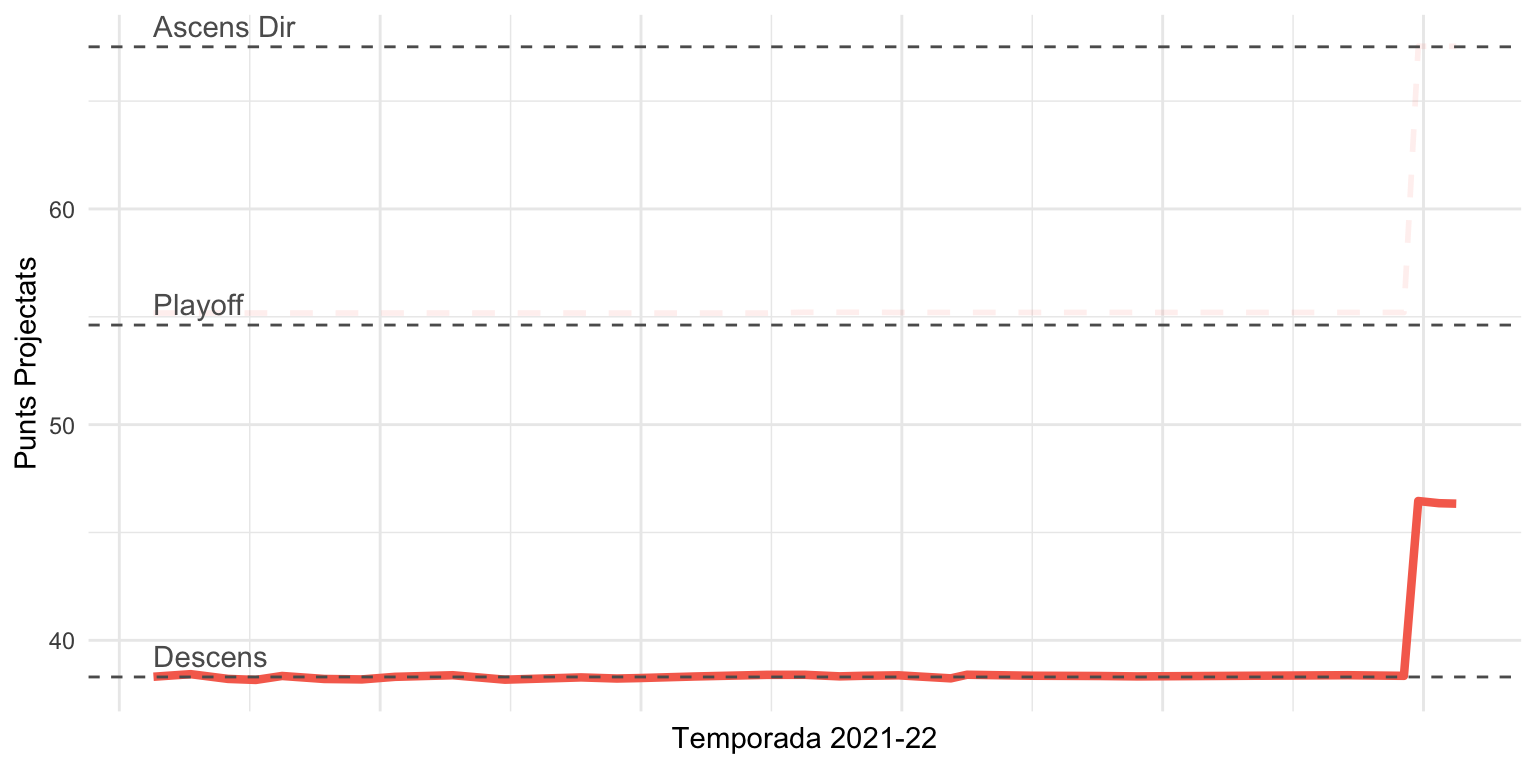 Ascens Dir
60
Playoff
50
40
Descens
Punts Projectats
Temporada 2021-22